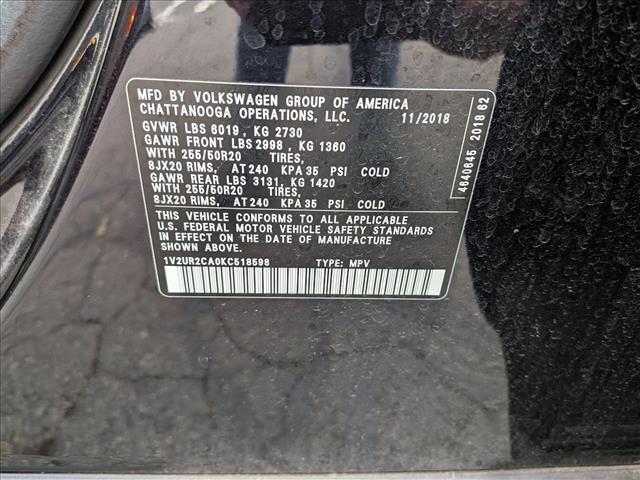 MFD BY VOLKSWAGEN GROUP OF AMERICA
CHATTANOOGA OPERATIONS, LLC. 11/2018
GVWR LBS 6019 , KG 2730
GAWR FRONT LBS 2998 , KG 1360
WITH 255/50R20 TIRES,
8JX20 RIMS, AT 240 KPA 35 PSI COLD
GAWR REAR LBS 3131, KG 1420
WITH 255/50R20 TIRES,
8JX20 RIMS, AT 240 KPA 35 PSI COLD
THIS VEHICLE CONFORMS TO ALL APPLICABLE
U.S. FEDERAL MOTOR VEHICLE SAFETY STANDARDS
IN EFFECT ON THE DATE OF MANUFACTURE
SHOWN ABOVE.
1V2UR2CA0KC518598 TYPE: MPV
4640645 2018 62